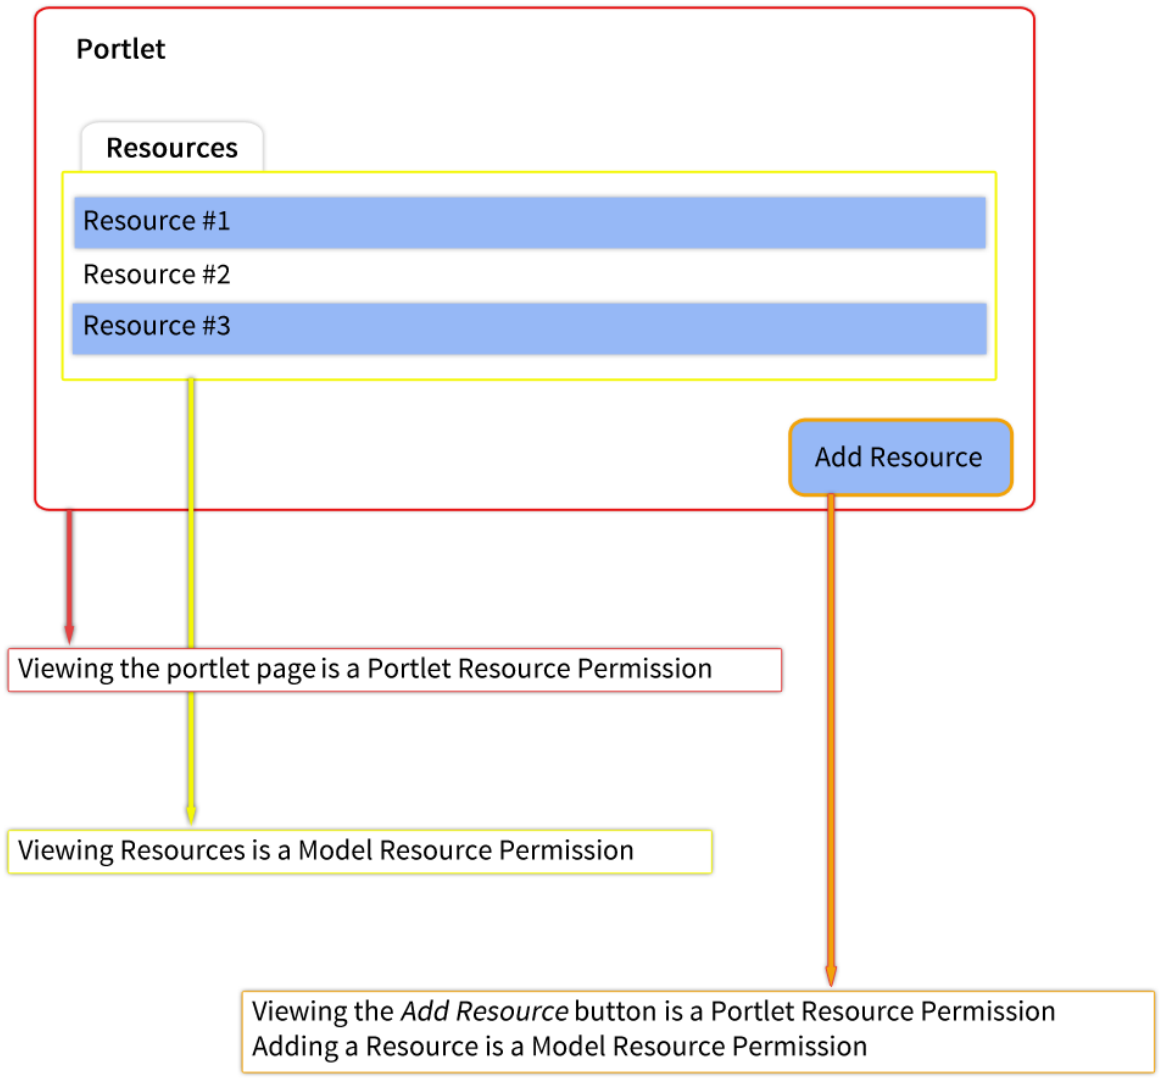 Portlet
Resources
Resource #1
Resource #2
Resource #3
Add Resource
Viewing the portlet page is a Portlet Resource Permission
Viewing Resources is a Model Resource Permission
Viewing the Add Resource button is a Portlet Resource Permission
Adding a Resource is a Model Resource Permission